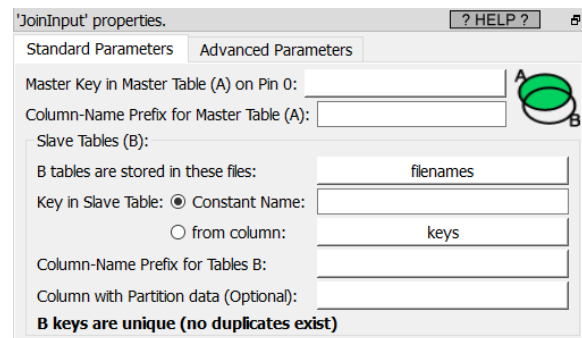 'JoinInput' properties. ? HELP ?
Standard Parameters Advanced Parameters
Master Key in Master Table (A) on Pin 0:
Column-Name Prefix for Master Table (A):
A
B
Slave Tables (B):
B tables are stored in these files: filenames
Key in Slave Table: Constant Name:
from column: keys
Column-Name Prefix for Tables B:
Column with Partition data (Optional):
B keys are unique (no duplicates exist)